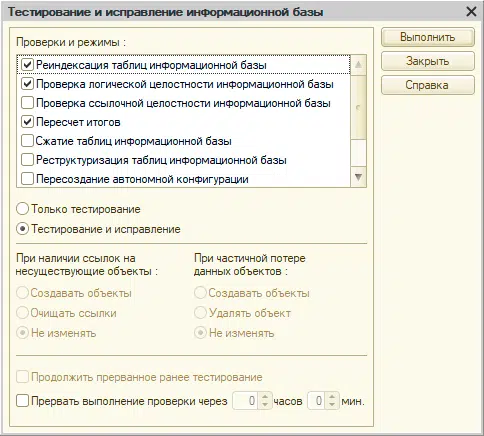 Тестирование и исправление информационной базы
Проверки и режимы :
Выполнить
Закрыть
Справка
Реиндексация таблиц информационной базы
Проверка логической целостности информационной базы
Проверка ссылочной целостности информационной базы
Пересчет итогов
Сжатие таблиц информационной базы
Реструктуризация таблиц информационной базы
Пересоздание автономной конфигурации
Только тестирование
Тестирование и исправление
При наличии ссылок на
несуществующие объекты :
Создавать объекты
Очищать ссылки
Не изменять
При частичной потере
данных объектов :
Создавать объекты
Удалять объект
Не изменять
Продолжить прерванное ранее тестирование
Прервать выполнение проверки через 0 часов 0 мин.